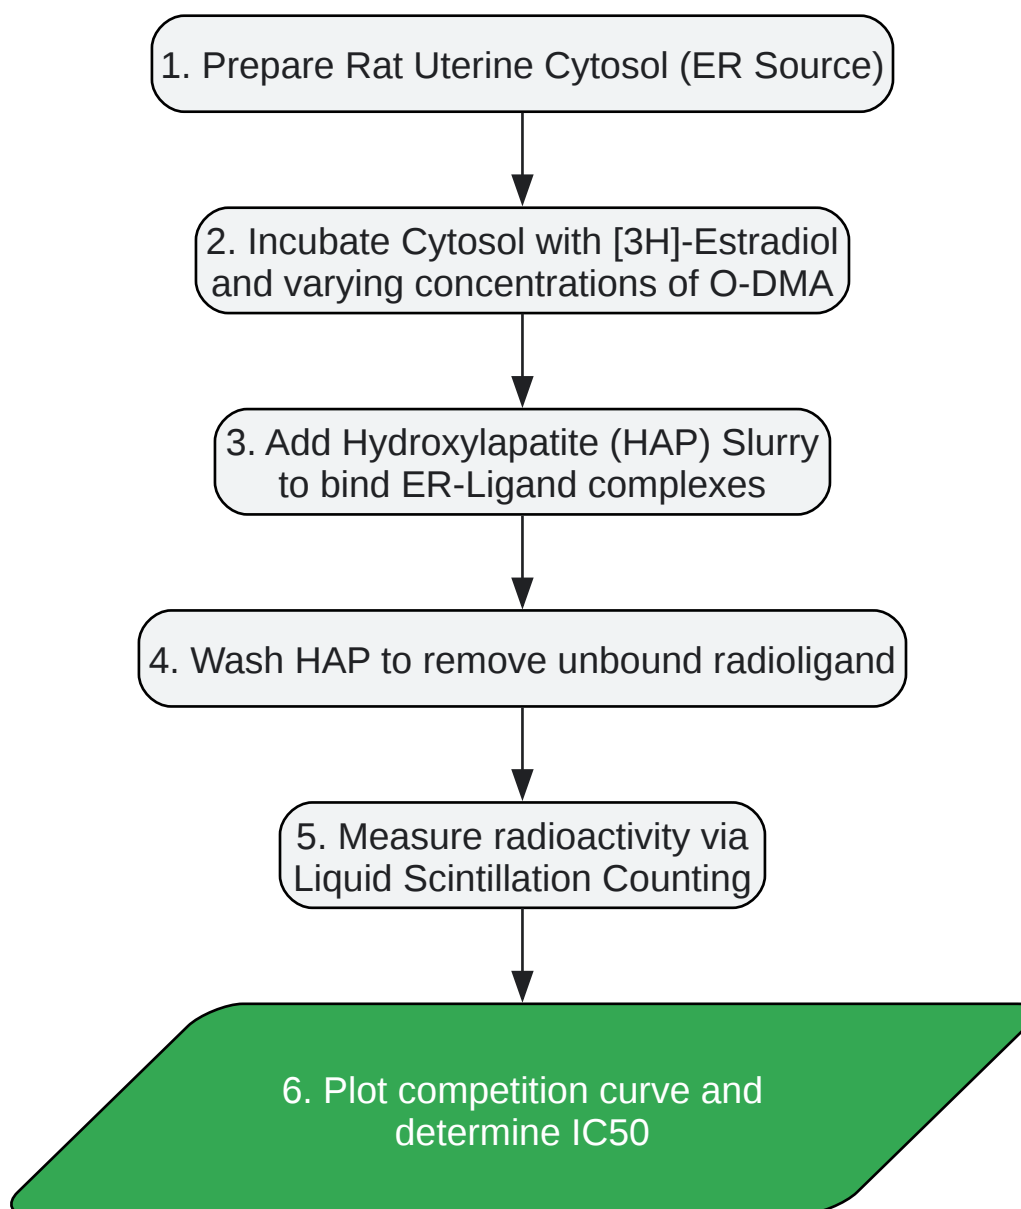 1. Prepare Rat Uterine Cytosol (ER Source)
2. Incubate Cytosol with [3H]-Estradiol
and varying concentrations of O-DMA
3. Add Hydroxylapatite (HAP) Slurry
to bind ER-Ligand complexes
4. Wash HAP to remove unbound radioligand
5. Measure radioactivity via
Liquid Scintillation Counting
6. Plot competition curve and
determine IC50